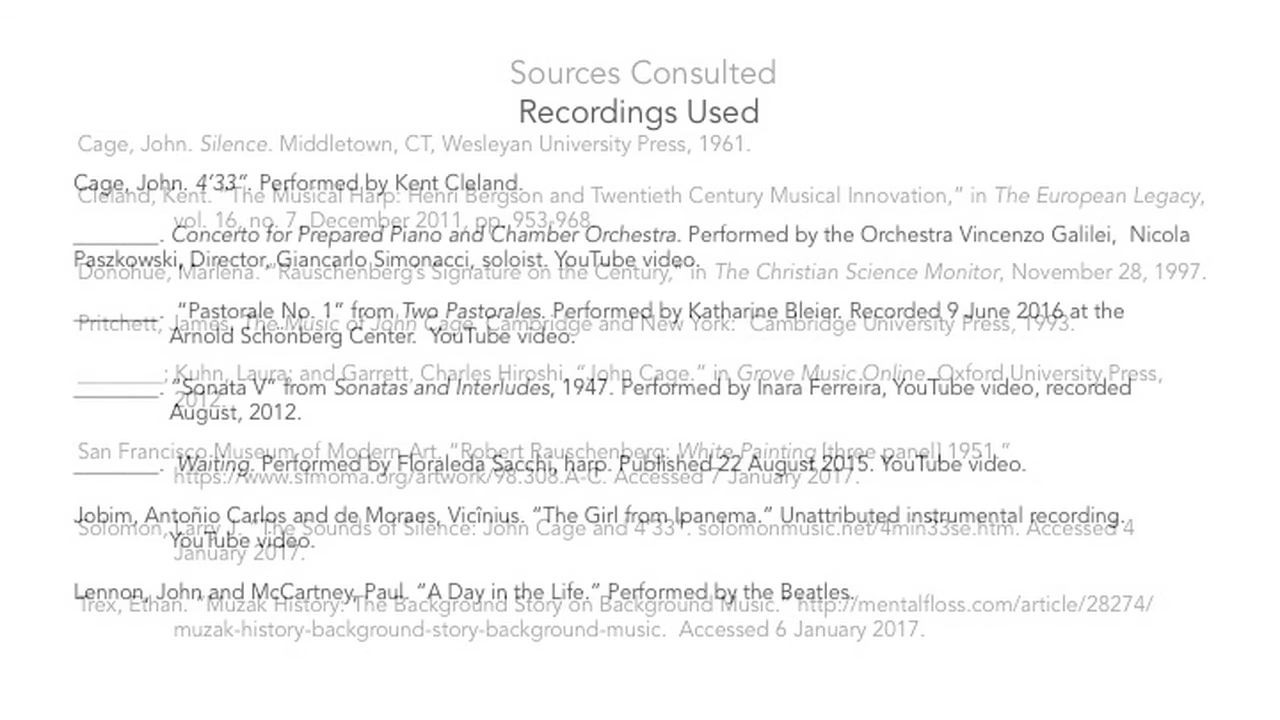 Sources Consulted
Recordings Used
Cage, John. Silence. Middletown, CT, Wesleyan University Press, 1961.
Cage, John. 4’33”. Performed by Kent Cleland.
Cleland, Kent. “The Musical Harp: Henri Bergson and Twentieth Century Musical Innovation,” in The European Legacy,
vol. 16, no. 7, December 2011, pp. 953-968.
________. Concerto for Prepared Piano and Chamber Orchestra. Performed by the Orchestra Vincenzo Galilei, Nicola
Paszkowski, Director, Giancarlo Simonacci, soloist. YouTube video.
Donohue, Marlena. “Rauschenberg’s Signature on the Century,” in The Christian Science Monitor, November 28, 1997.
________. “Pastorale No. 1” from Two Pastorales. Performed by Katharine Bleier. Recorded 9 June 2016 at the
Pritchett, James. The Music of John Cage. Cambridge and New York: Cambridge University Press, 1993.
Arnold Schönberg Center. YouTube video.
________; Kuhn, Laura; and Garrett, Charles Hiroshi, “John Cage.” in Grove Music Online. Oxford University Press,
________. “Sonata V” from Sonatas and Interludes, 1947. Performed by Inara Ferreira, YouTube video, recorded
2012.
August, 2012.
San Francisco Museum of Modern Art. “Robert Rauschenberg: White Painting [three panel] 1951.”
________. Waiting. Performed by Floraleda Sacchi, harp. Published 22 August 2015. YouTube video.
https://www.sfmoma.org/artwork/98.308.A-C. Accessed 7 January 2017.
Jobim, Antoñio Carlos and de Moraes, Vicînius. “The Girl from Ipanema.” Unattributed instrumental recording.
Solomon, Larry J. “The Sounds of Silence: John Cage and 4’33”. solomonmusic.net/4min33se.htm. Accessed 4
YouTube video.
January 2017.
Lennon, John and McCartney, Paul. “A Day in the Life.” Performed by the Beatles.
Trex, Ethan. “Muzak History: The Background Story on Background Music.” http://mentalfloss.com/article/28274/
muzak-history-background-story-background-music. Accessed 6 January 2017.